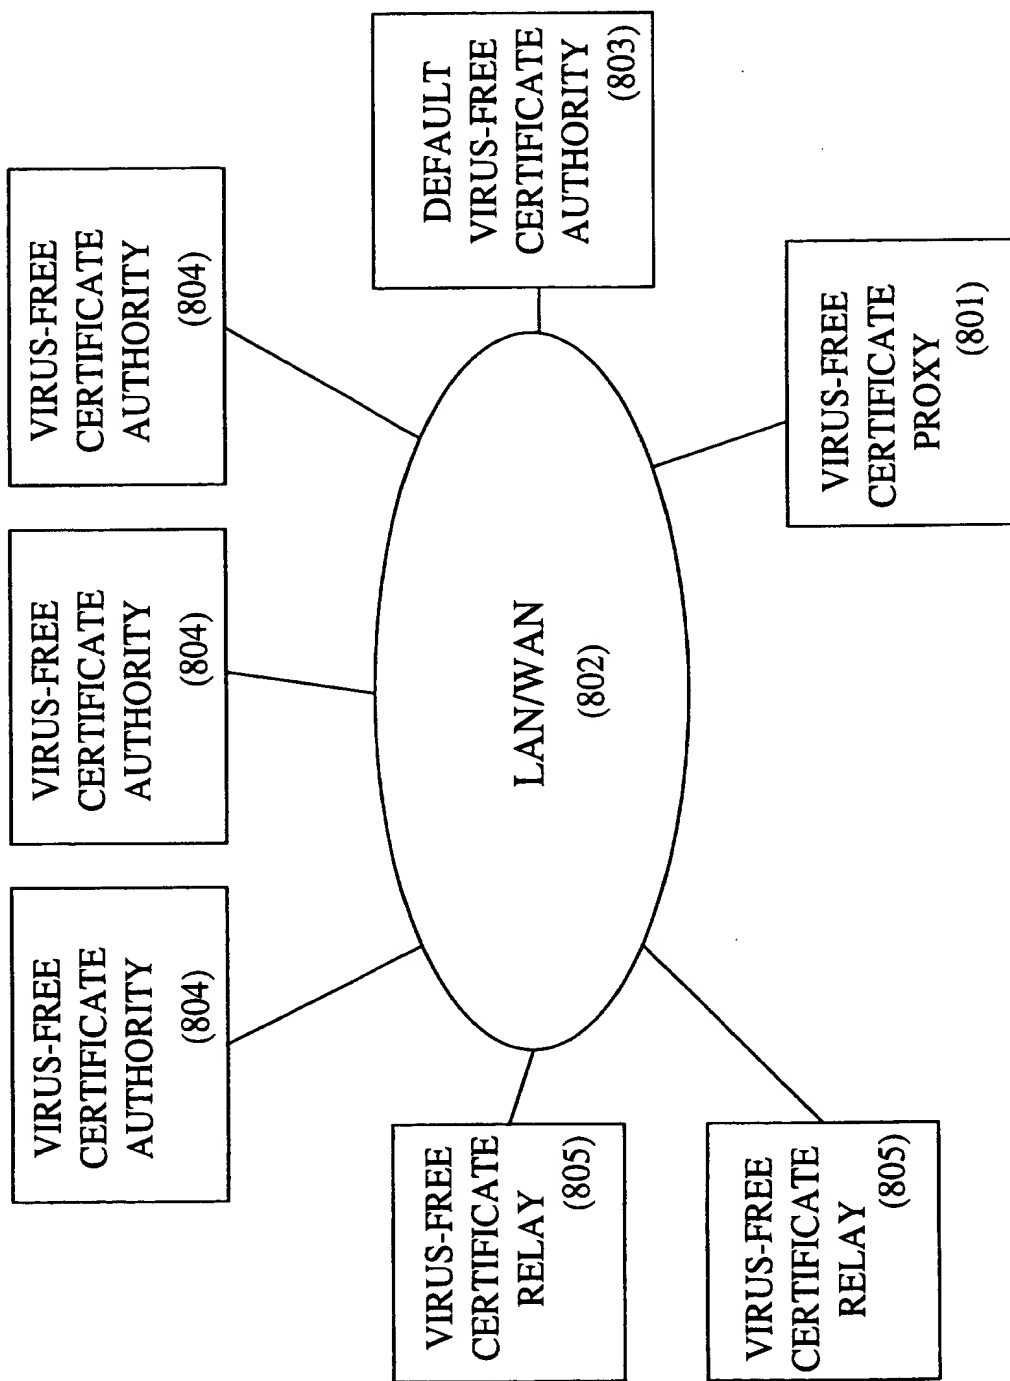 VIRUS-FREE
CERTIFICATE
AUTHORITY
(804)
VIRUS-FREE
CERTIFICATE
AUTHORITY
(804)
VIRUS-FREE
CERTIFICATE
AUTHORITY
(804)
VIRUS-FREE
CERTIFICATE
RELAY
(805)
LAN/WAN
(802)
DEFAULT
VIRUS-FREE
CERTIFICATE
AUTHORITY
(803)
VIRUS-FREE
CERTIFICATE
RELAY
(805)
VIRUS-FREE
CERTIFICATE
PROXY
(801)